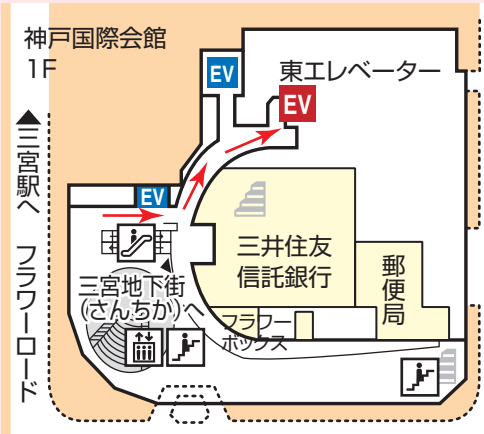 神戸国際会館
1F
EV
東エレベーター
EV
▲三宮駅へ フラワーロード
EV
三井住友
信託銀行
郵便局
三宮地下街
(さんちか)へ
フラワー
ボックス